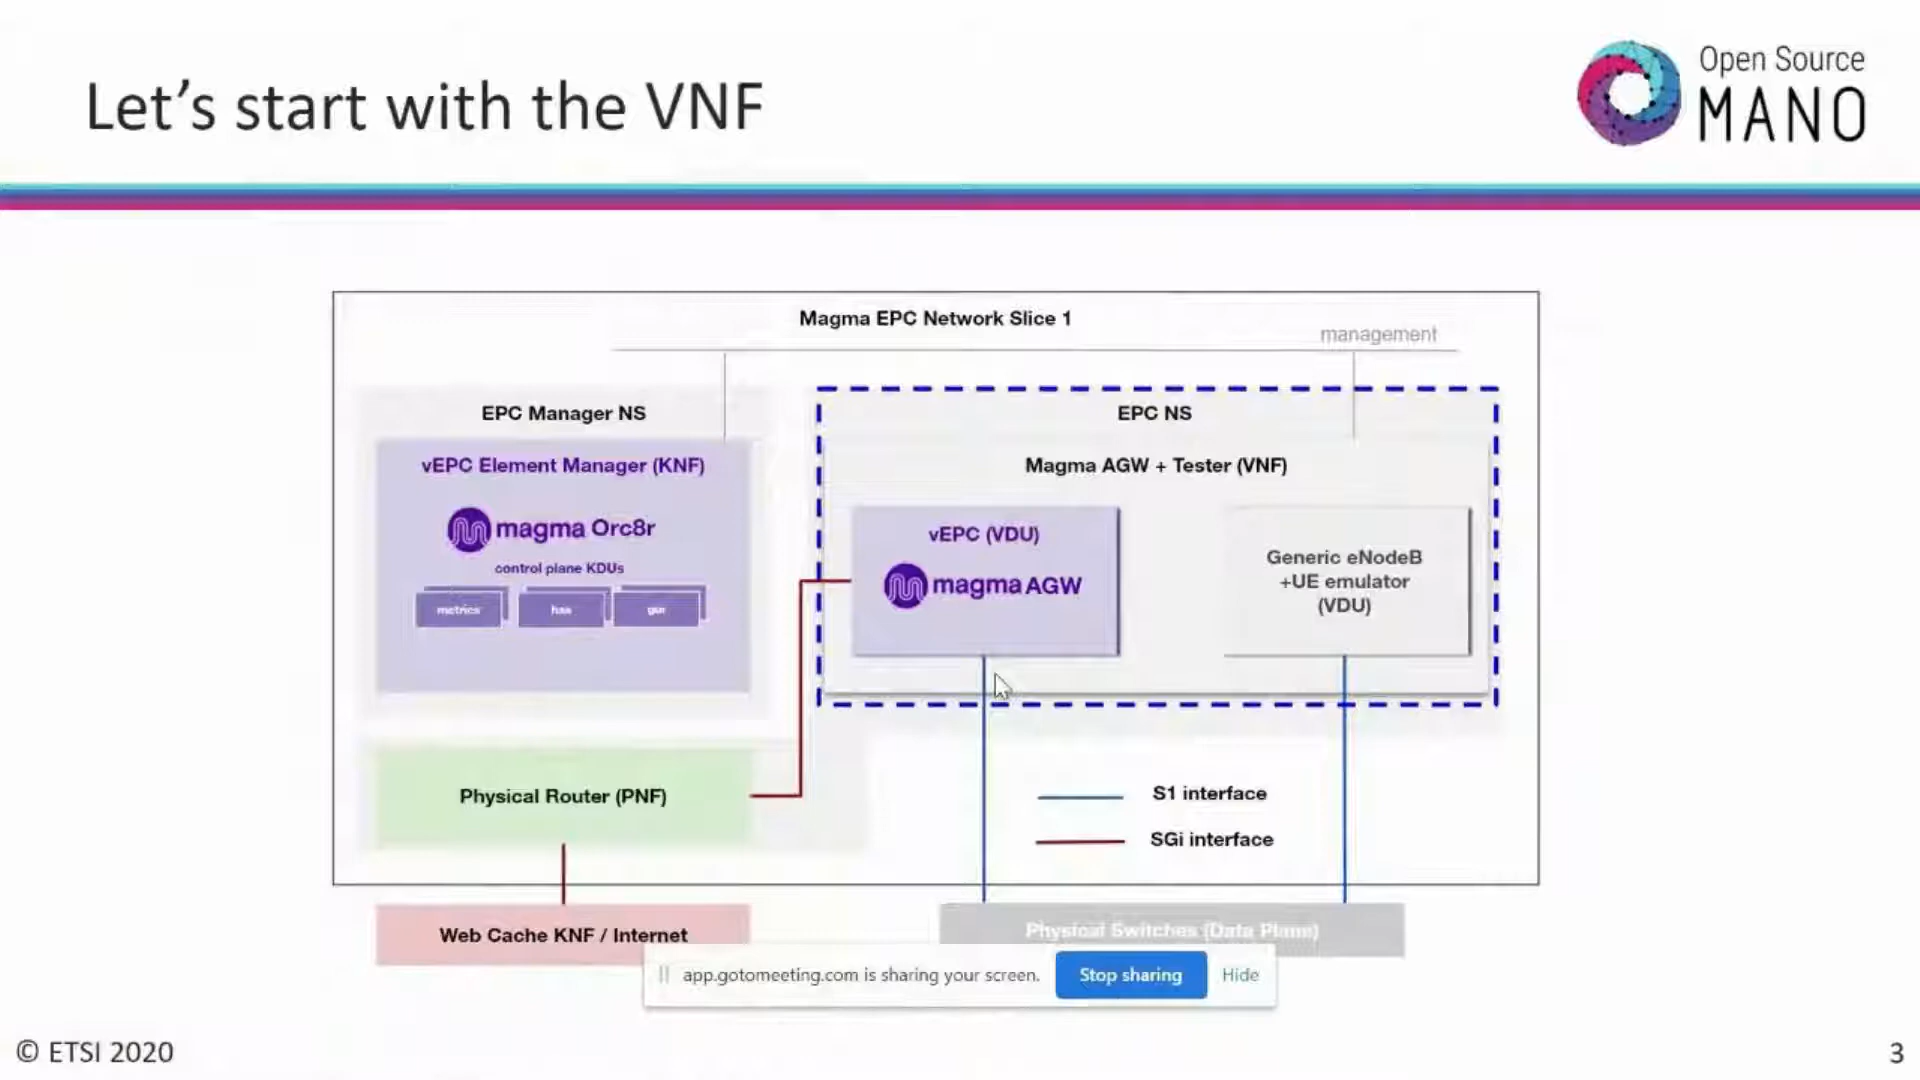 Let's start with the VNF
Open Source
MANO
Magma EPC Network Slice 1
management
EPC Manager NS
EPC NS
vEPC Element Manager (KNF)
Magma AGW + Tester (VNF)
magma Orc8r
control plane KDUs
metrics
hss
gui
vEPC (VDU)
magma AGW
Generic eNodeB
+UE emulator
(VDU)
Physical Router (PNF)
S1 interface
SGi interface
Web Cache KNF / Internet
Physical Switches (Data Plane)
app.gotomeeting.com is sharing your screen.
Stop sharing
Hide
© ETSI 2020
3